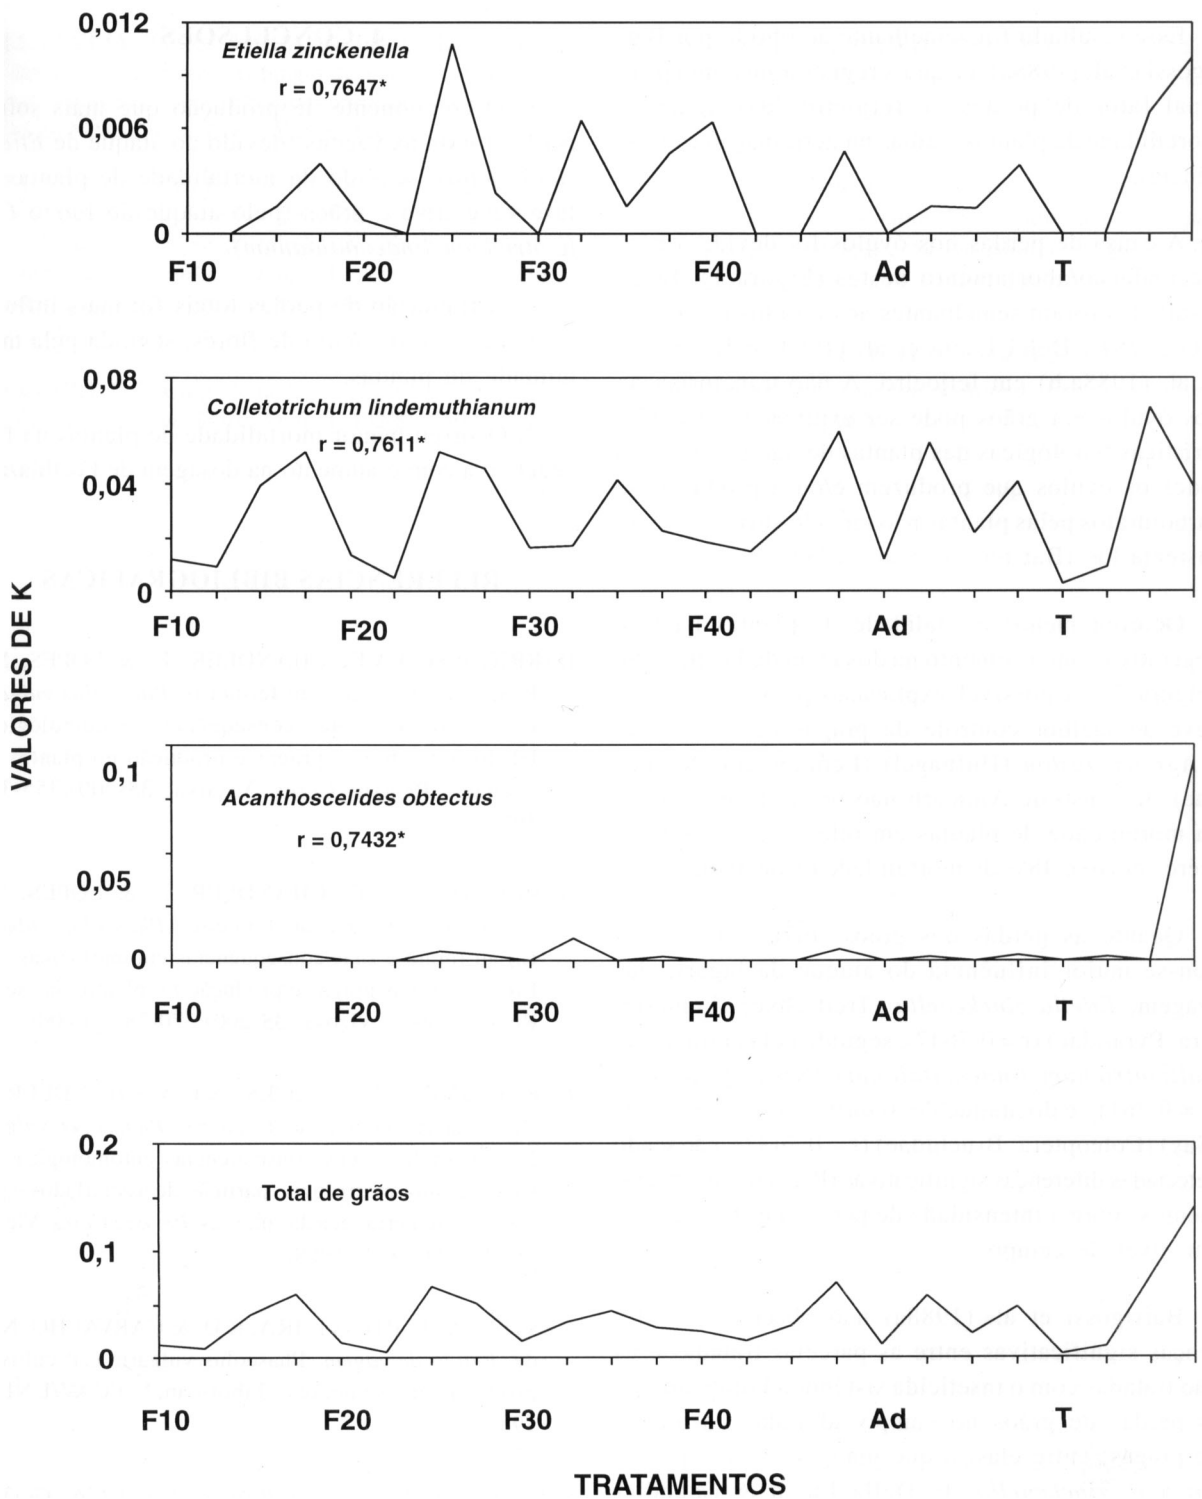 0,012
Etiella zinckenella
r = 0,7647*
0,006
0
F10 F20 F30 F40 Ad T
0,08
Colletotrichum lindemuthianum
r = 0,7611*
0,04
0
F10 F20 F30 F40 Ad T
VALORES DE K
0,1
Acanthoscelides obtectus
r = 0,7432*
0,05
0
F10 F20 F30 F40 Ad T
0,2
Total de grãos
0,1
0
F10 F20 F30 F40 Ad T
TRATAMENTOS